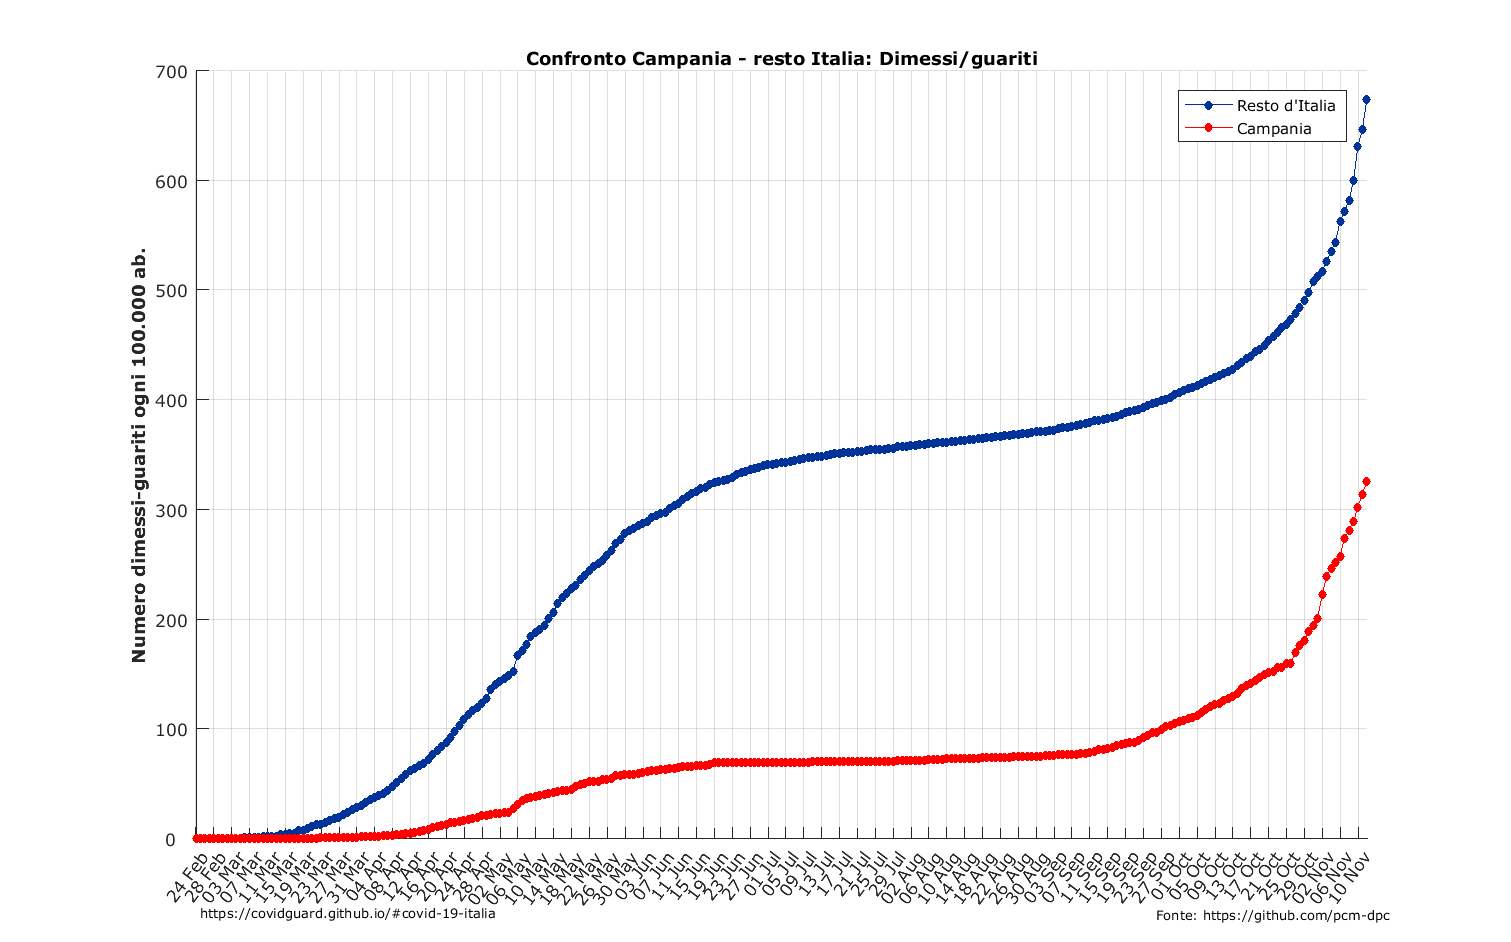 Confronto Campania - resto Italia: Dimessi/guariti
700
600
500
400
300
200
100
0
Numero dimessi-guariti ogni 100.000 ab.
Resto d'Italia
Campania
24 Feb
28 Feb
03 Mar
07 Mar
11 Mar
15 Mar
19 Mar
23 Mar
27 Mar
31 Mar
04 Apr
08 Apr
12 Apr
16 Apr
20 Apr
24 Apr
28 Apr
02 May
06 May
10 May
14 May
18 May
22 May
26 May
30 May
03 Jun
07 Jun
11 Jun
15 Jun
19 Jun
23 Jun
27 Jun
01 Jul
05 Jul
09 Jul
13 Jul
17 Jul
21 Jul
25 Jul
29 Jul
02 Aug
06 Aug
10 Aug
14 Aug
18 Aug
22 Aug
26 Aug
30 Aug
03 Sep
07 Sep
11 Sep
15 Sep
19 Sep
23 Sep
27 Sep
01 Oct
05 Oct
09 Oct
13 Oct
17 Oct
21 Oct
25 Oct
29 Oct
02 Nov
06 Nov
10 Nov
https://covidguard.github.io/#covid-19-italia
Fonte: https://github.com/pcm-dpc